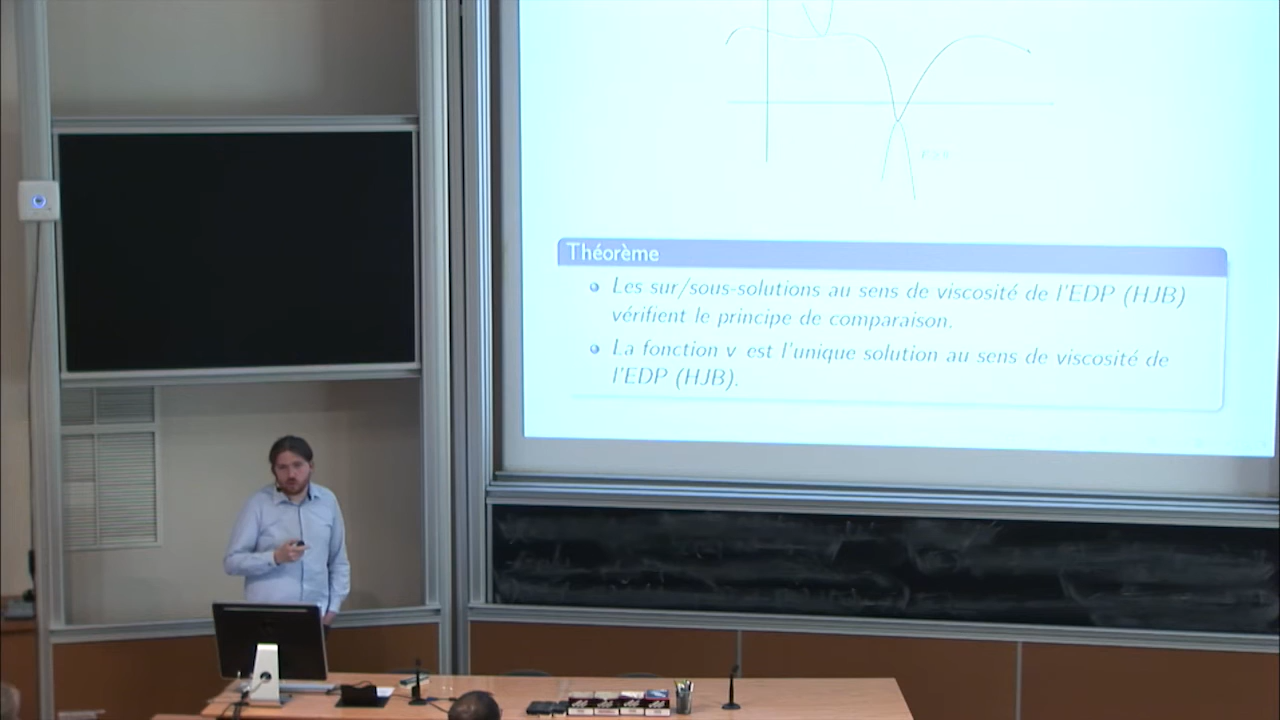 Théorème
Les sur/sous-solutions au sens de viscosité de l'EDP (HJB)
vérifient le principe de comparaison.
La fonction v est l'unique solution au sens de viscosité de
l'EDP (HJB).